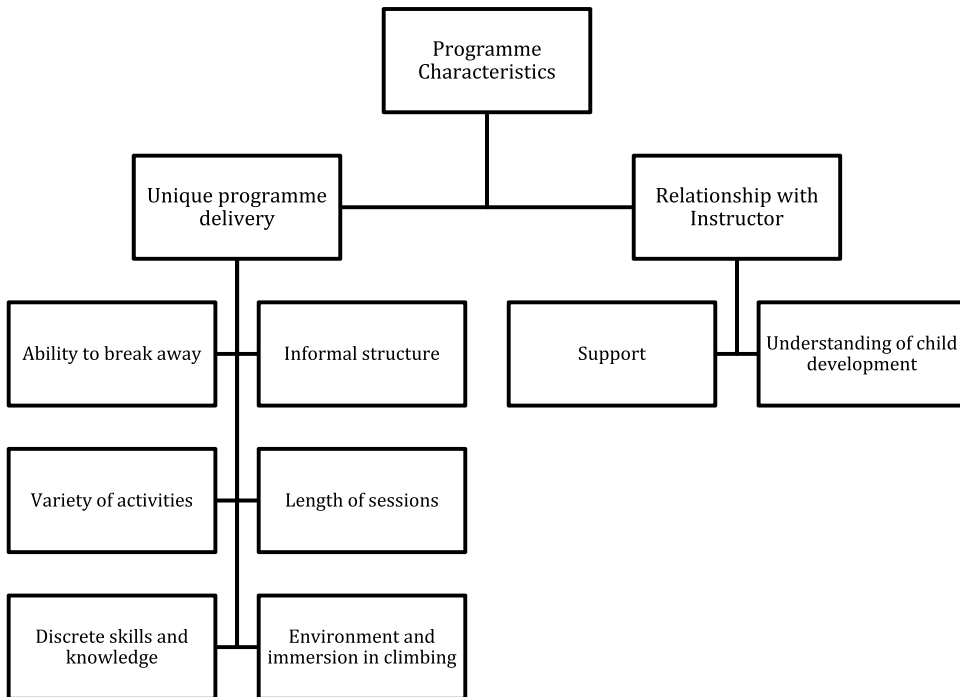 Programme
Characteristics
Unique programme
delivery
Relationship with
Instructor
Ability to break away
Informal structure
Support
Understanding of child
development
Variety of activities
Length of sessions
Discrete skills and
knowledge
Environment and
immersion in climbing